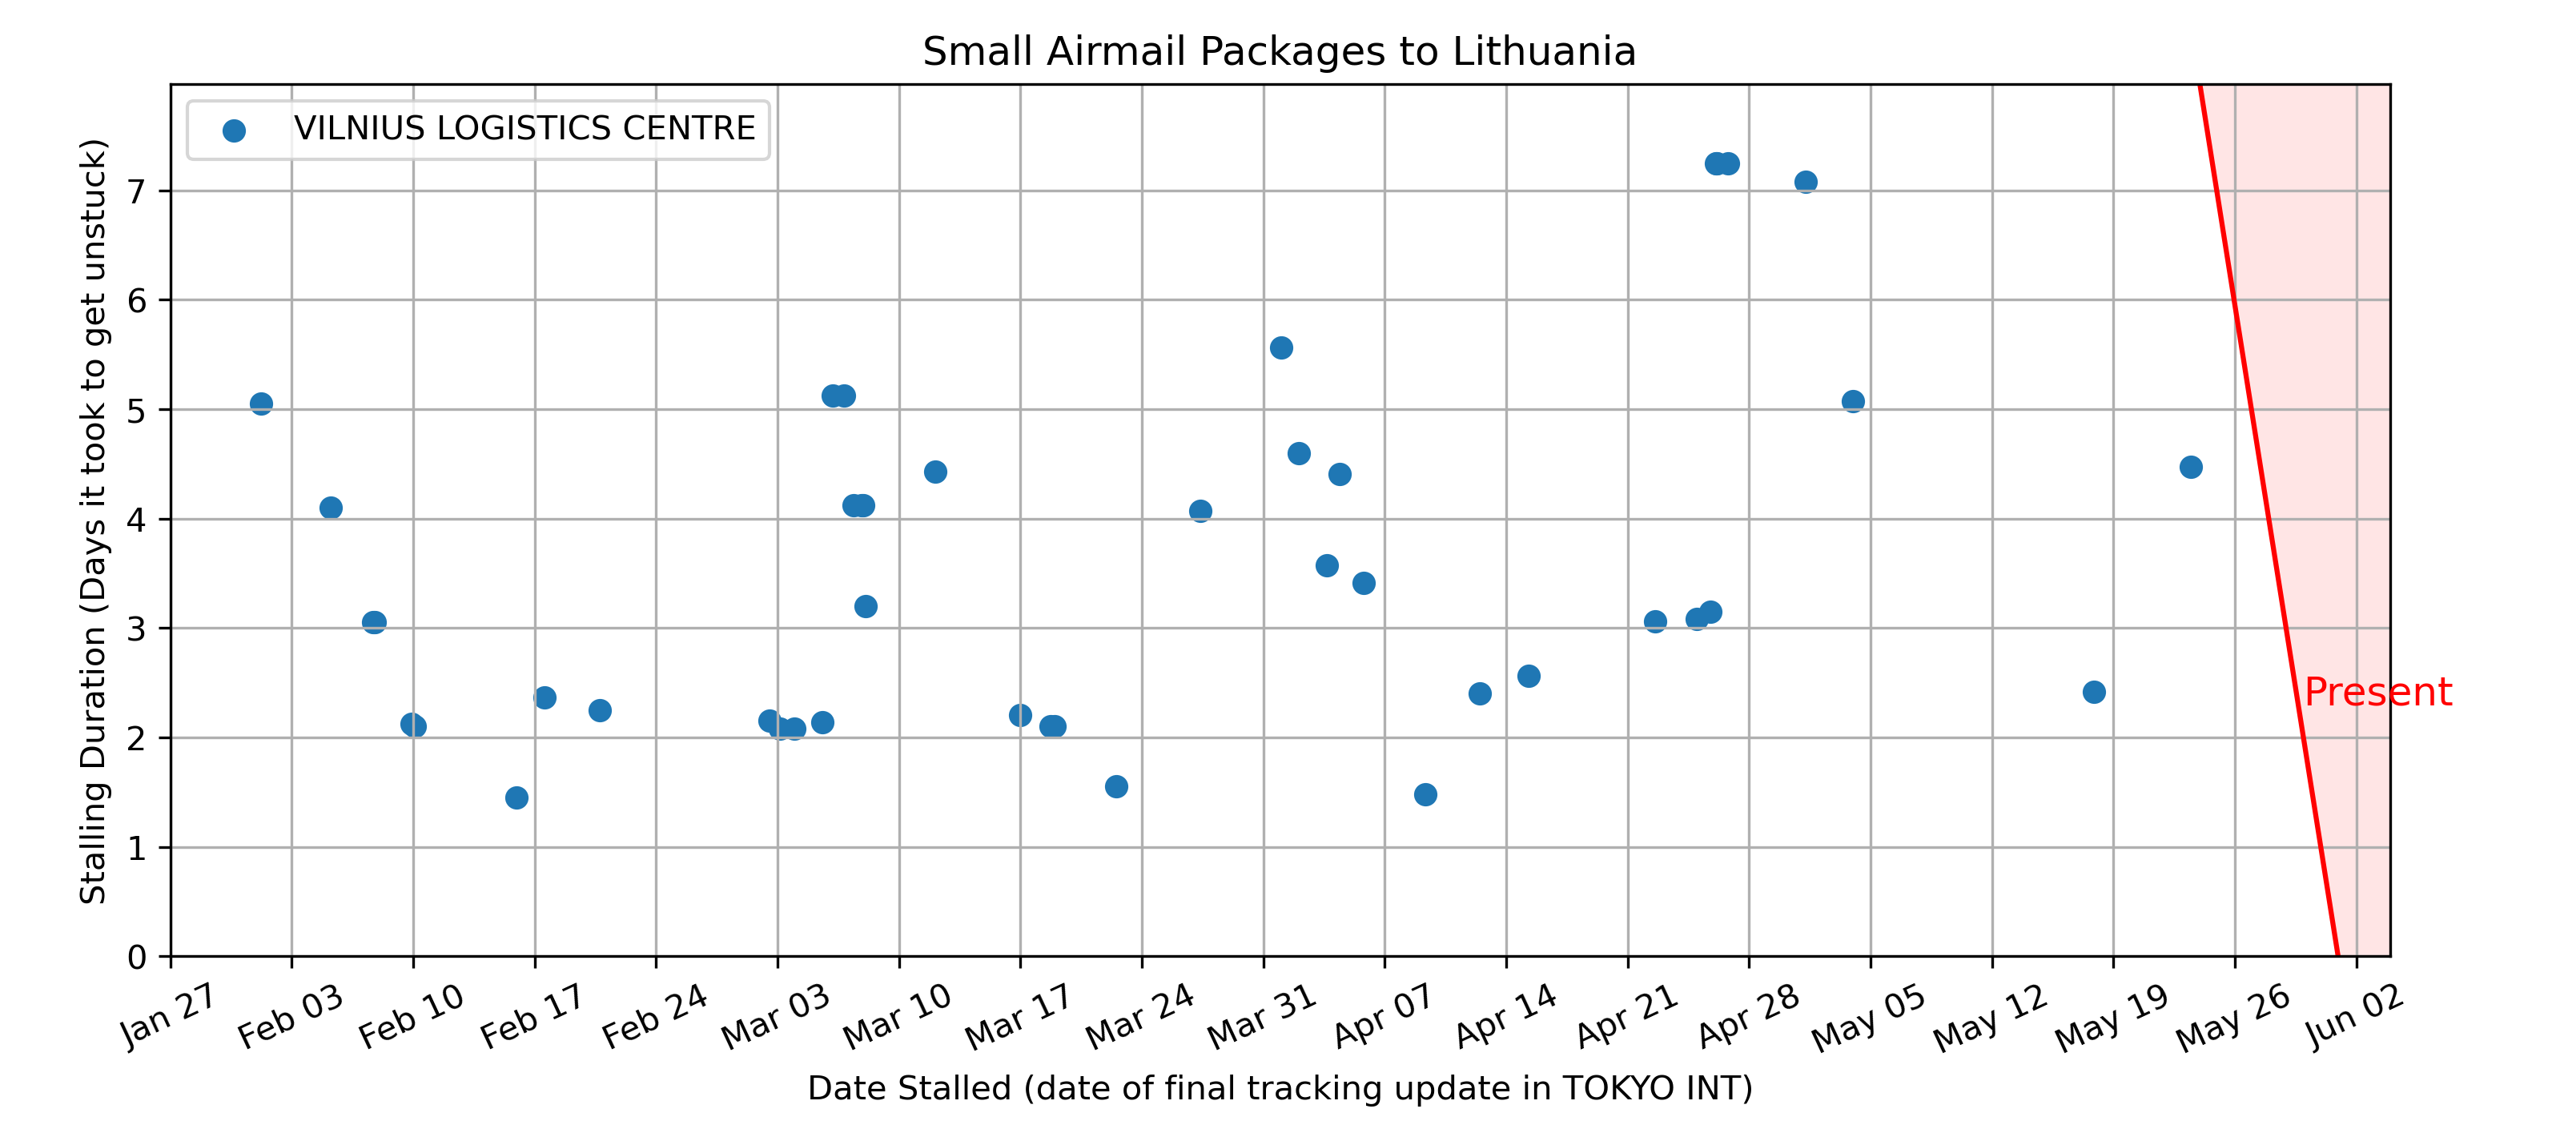 Small Airmail Packages to Lithuania
VILNIUS LOGISTICS CENTRE
Stalling Duration (Days it took to get unstuck)
7
6
5
4
3
2
1
0
Present
Jan 27
Feb 03
Feb 10
Feb 17
Feb 24
Mar 03
Mar 10
Mar 17
Mar 24
Mar 31
Apr 07
Apr 14
Apr 21
Apr 28
May 05
May 12
May 19
May 26
Jun 02
Date Stalled (date of final tracking update in TOKYO INT)